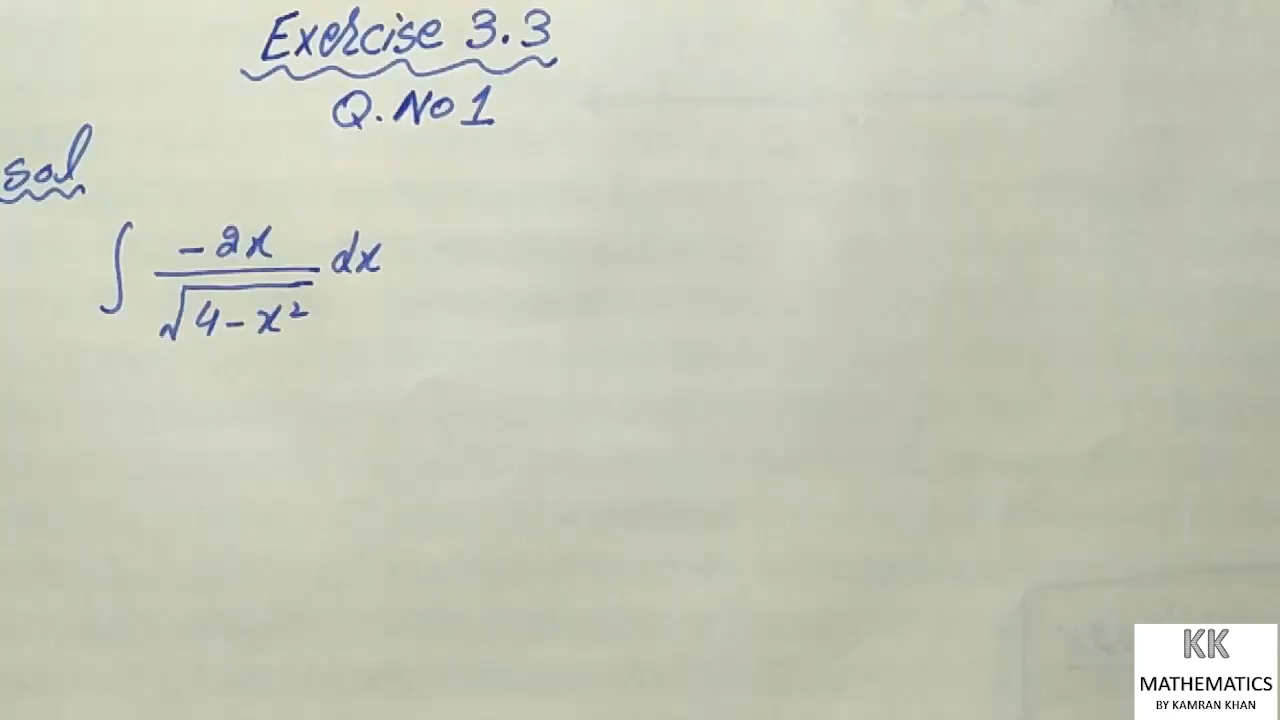 Exercise 3.3
Q.No 1
sol
∫ -2x / √(4-x²) dx
KK
MATHEMATICS
BY KAMRAN KHAN